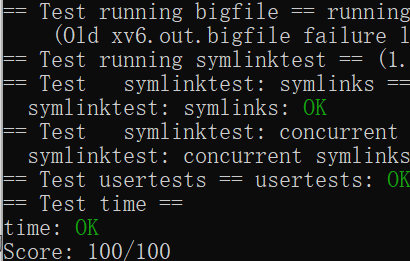 == Test running bigfile == running
(Old xv6.out.bigfile failure l
== Test running symlinktest == (1.
== Test symlinktest: symlinks ==
symlinktest: symlinks: OK
== Test symlinktest: concurrent
symlinktest: concurrent symlinks
== Test usertests == usertests: OK
== Test time ==
time: OK
Score: 100/100